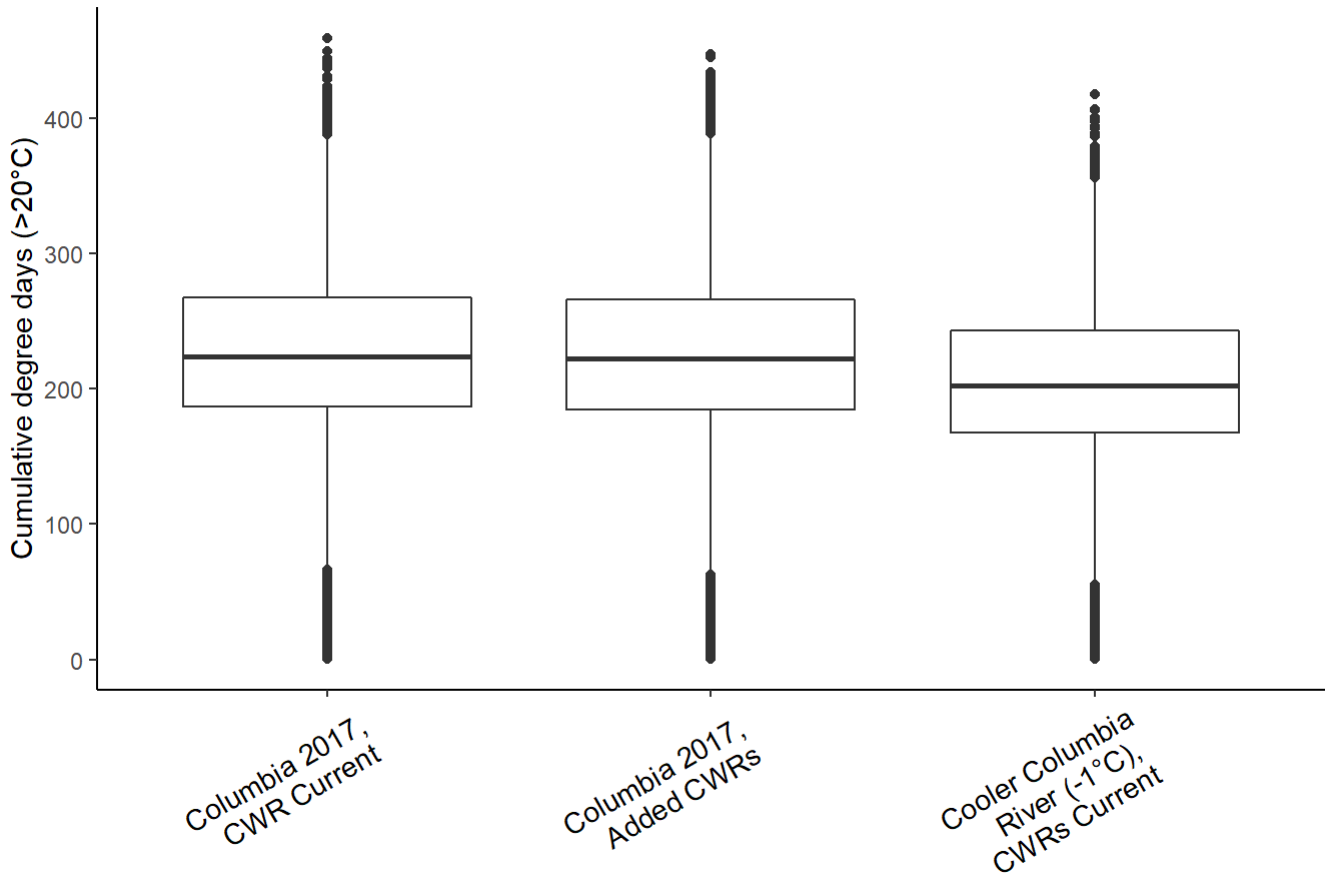 Cumulative degree days (>20°C)
400
300
200
100
0
Columbia 2017,
CWR Current
Columbia 2017,
Added CWRs
Cooler Columbia
River (-1°C),
CWRs Current